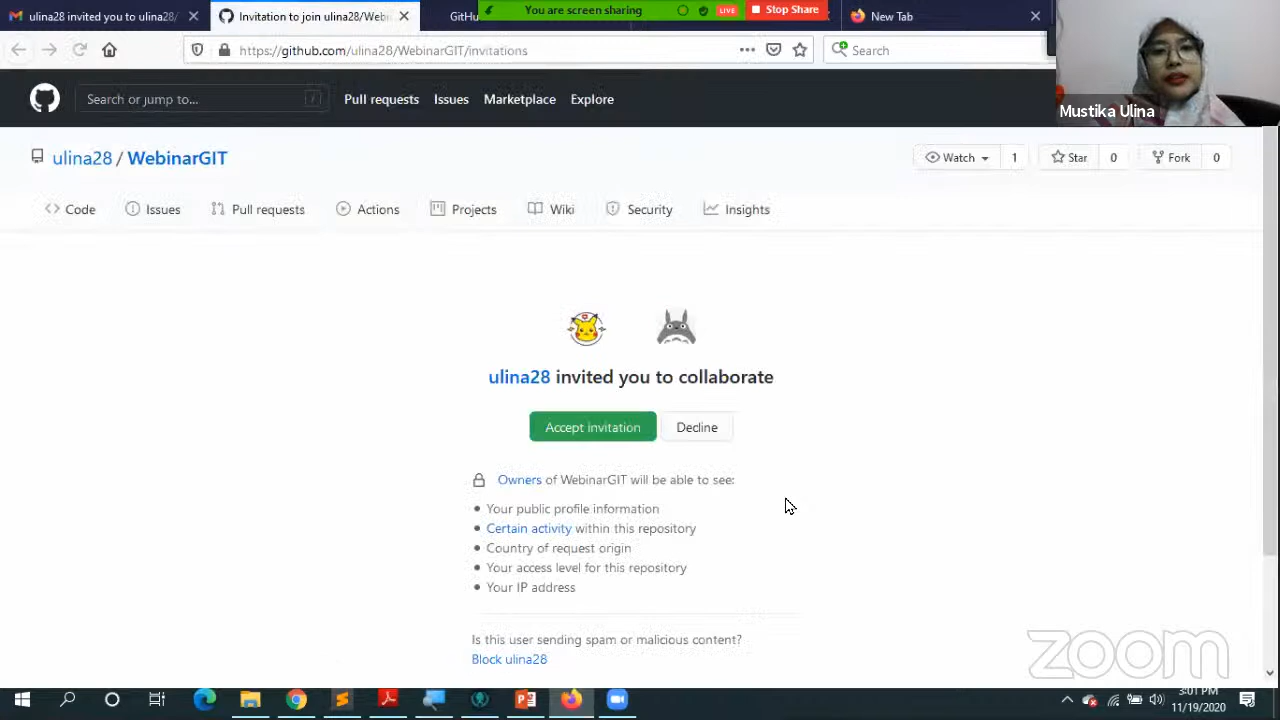 ulina28 invited you to ulina28/
Invitation to join ulina28/Webin
GitHu
You are screen sharing
LIVE
Stop Share
New Tab
https://github.com/ulina28/WebinarGIT/invitations
Search
Search or jump to...
/
Pull requests
Issues
Marketplace
Explore
Mustika Ulina
ulina28 / WebinarGIT
Watch 1
Star 0
Fork 0
Code
Issues
Pull requests
Actions
Projects
Wiki
Security
Insights
ulina28 invited you to collaborate
Accept invitation
Decline
Owners of WebinarGIT will be able to see:
Your public profile information
Certain activity within this repository
Country of request origin
Your access level for this repository
Your IP address
Is this user sending spam or malicious content?
Block ulina28
zoom
3:01 PM
11/19/2020